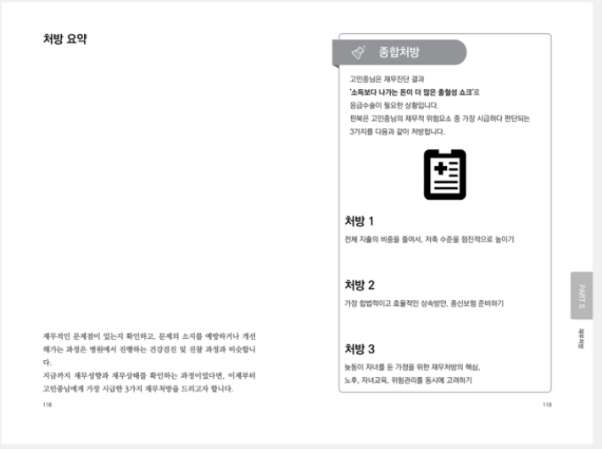 처방 요약
재무적인 문제점이 있는지 확인하고, 문제의 소지를 예방하거나 개선
해가는 과정은 병원에서 진행하는 건강검진 및 진찰 과정과 비슷합니
다.
지금까지 재무성향과 재무상태를 확인하는 과정이었다면, 이제부터
고민중님에게 가장 시급한 3가지 재무처방을 드리고자 합니다.
118
종합처방
고민중님은 재무진단 결과
'소득보다 나가는 돈이 더 많은 출혈성 쇼크'로
응급수술이 필요한 상황입니다.
핀북은 고민중님의 재무적 위험요소 중 가장 시급하다 판단되는
3가지를 다음과 같이 처방합니다.
처방 1
전체 지출의 비중을 줄여서, 저축 수준을 점진적으로 높이기
처방 2
가장 합법적이고 효율적인 상속방안, 종신보험 준비하기
처방 3
늦둥이 자녀를 둔 가정을 위한 재무처방의 핵심,
노후, 자녀교육, 위험관리를 동시에 고려하기
PART 5
재무처방
119